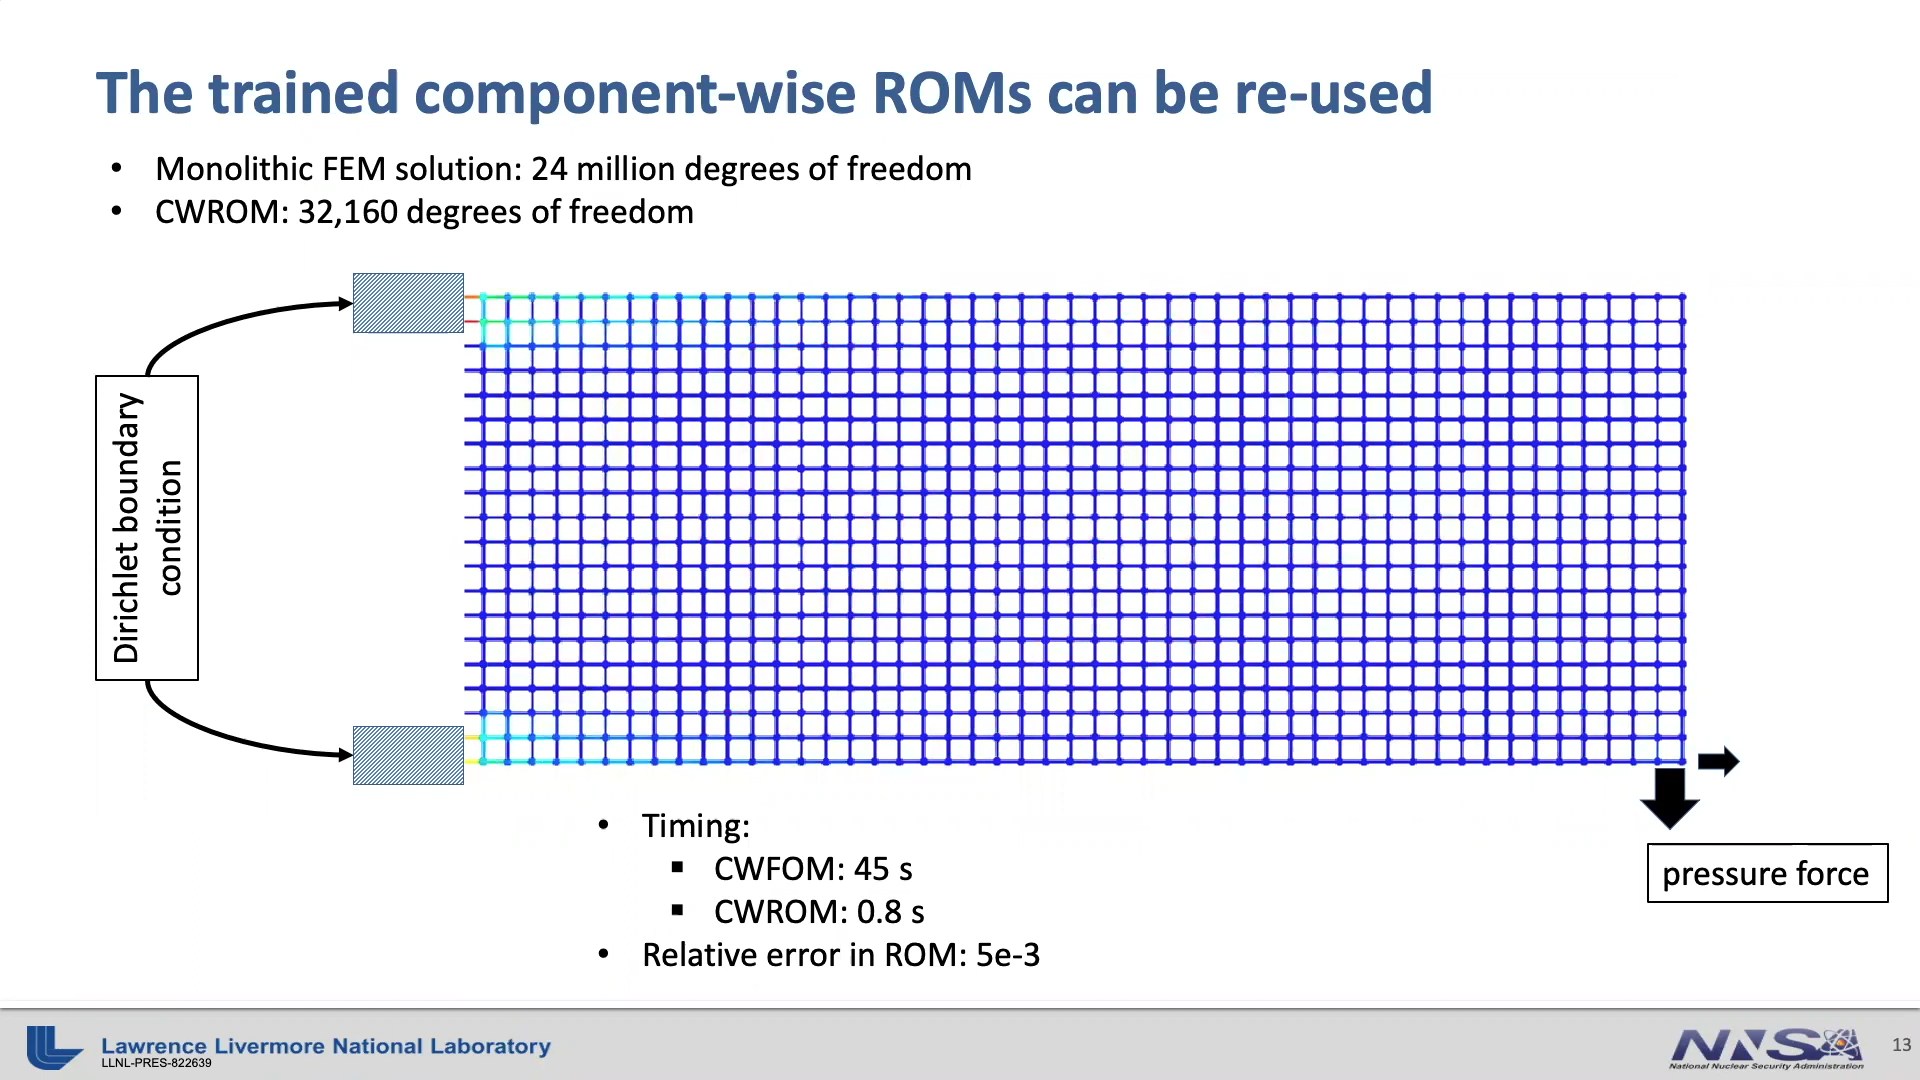 The trained component-wise ROMs can be re-used
• Monolithic FEM solution: 24 million degrees of freedom
• CWROM: 32,160 degrees of freedom
Dirichlet boundary
condition
pressure force
• Timing:
▪ CWFOM: 45 s
▪ CWROM: 0.8 s
• Relative error in ROM: 5e-3
Lawrence Livermore National Laboratory
LLNL-PRES-822639
NNSA
National Nuclear Security Administration
13